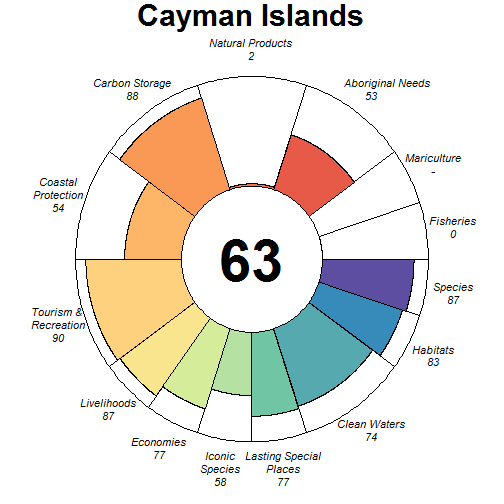 Cayman Islands
Natural Products
2
Aboriginal Needs
53
Mariculture
-
Fisheries
0
Species
87
Habitats
83
Clean Waters
74
Lasting Special
Places
77
Iconic
Species
58
Economies
77
Livelihoods
87
Tourism &
Recreation
90
Coastal
Protection
54
Carbon Storage
88
63